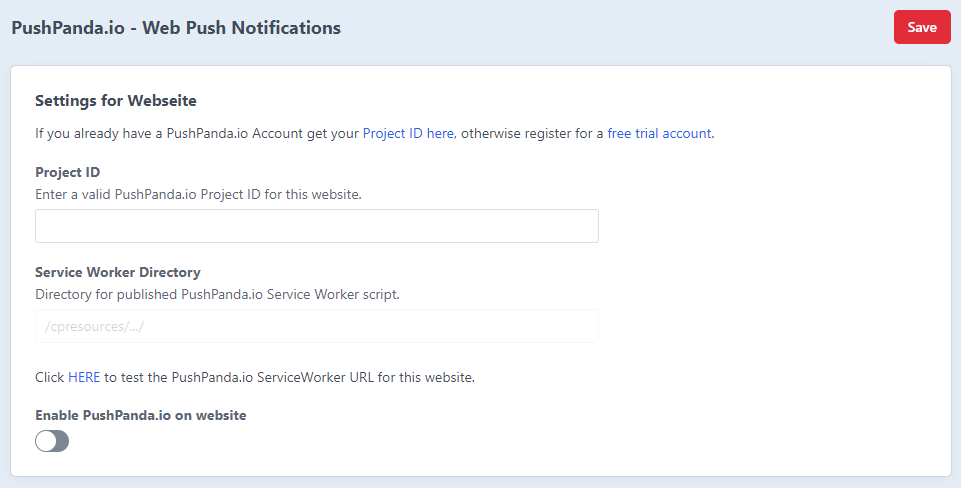 PushPanda.io - Web Push Notifications
Save
Settings for Webseite
If you already have a PushPanda.io Account get your Project ID here, otherwise register for a free trial account.
Project ID
Enter a valid PushPanda.io Project ID for this website.
Service Worker Directory
Directory for published PushPanda.io Service Worker script.
/cpresources/.../
Click HERE to test the PushPanda.io ServiceWorker URL for this website.
Enable PushPanda.io on website